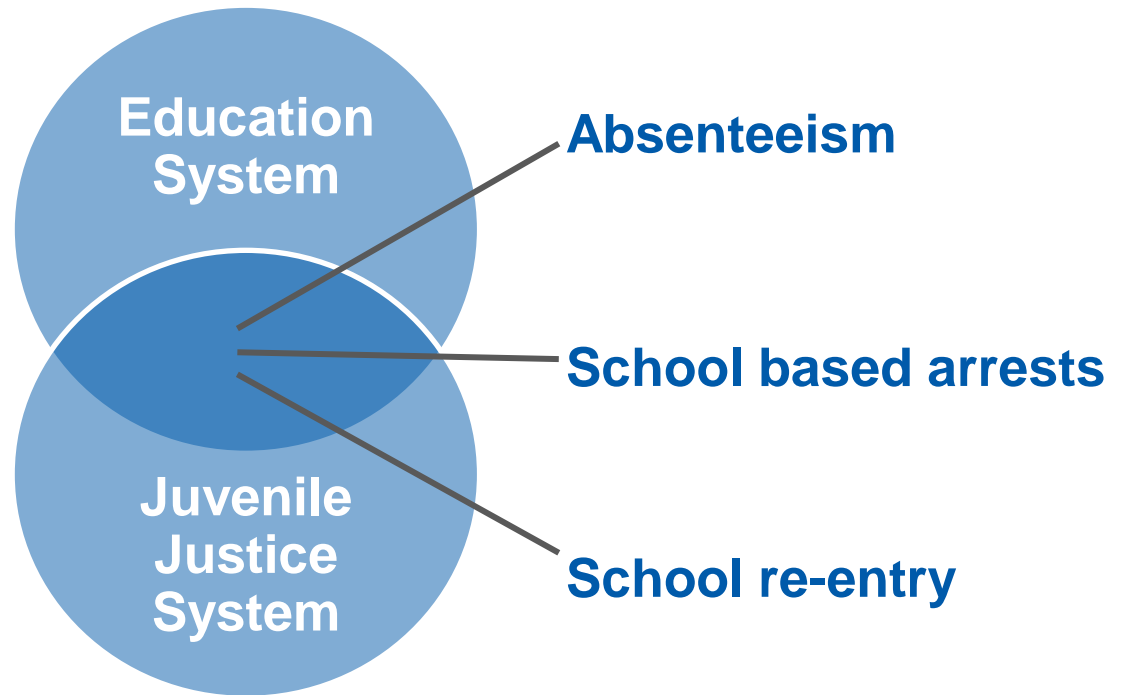 Education
System
Absenteeism
School based arrests
Juvenile
Justice
System
School re-entry